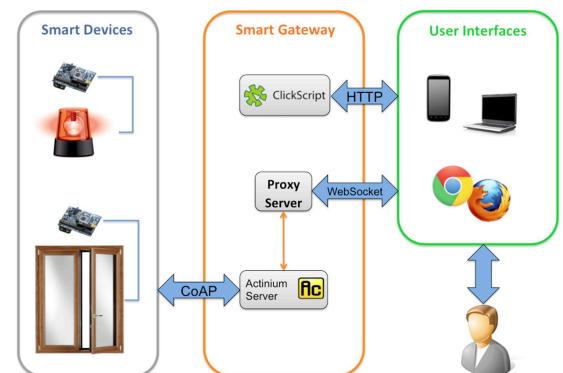 Smart Devices
Smart Gateway
User Interfaces
ClickScript
HTTP
Proxy
Server
WebSocket
CoAP
Actinium
Server
Ac